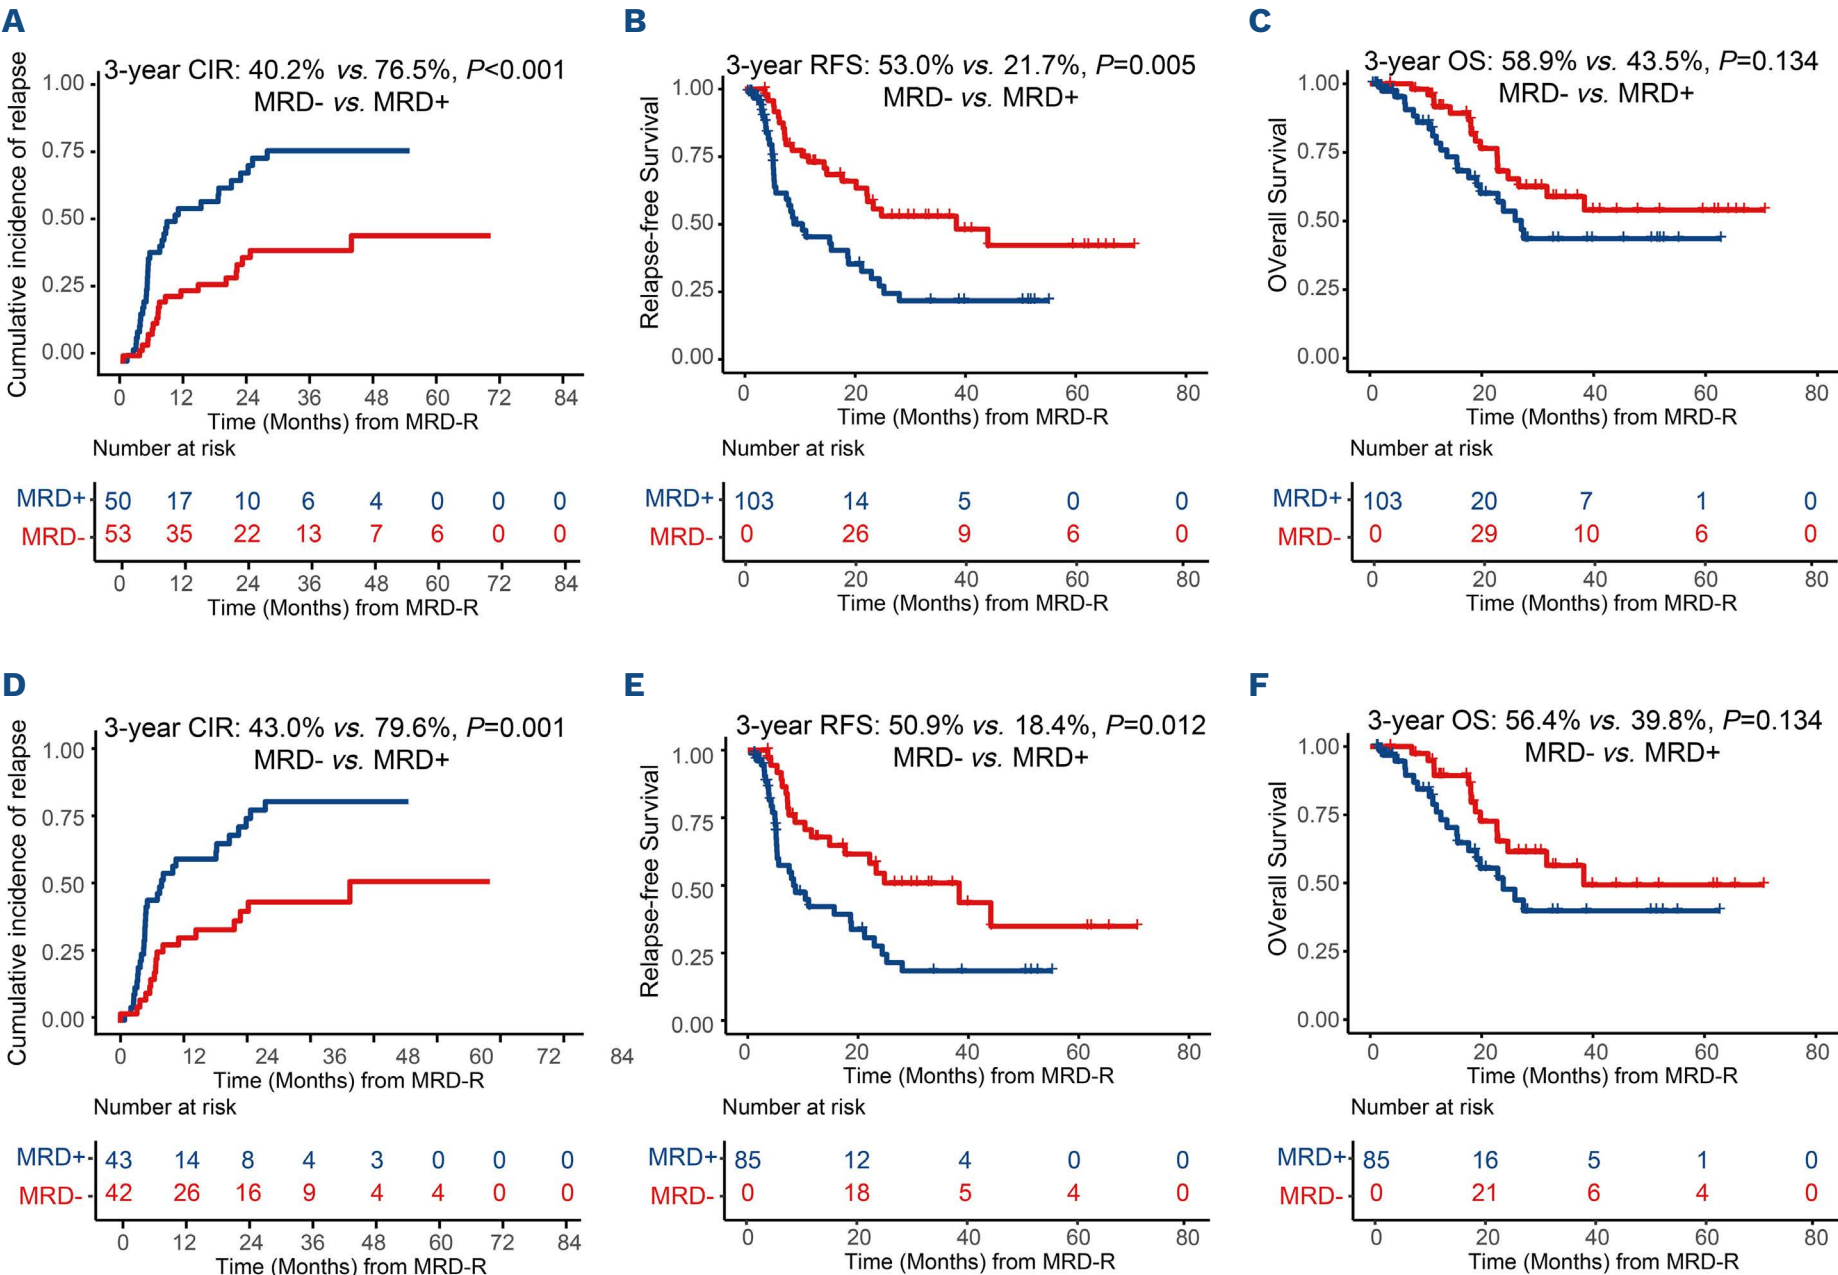 A
3-year CIR: 40.2% vs. 76.5%, P<0.001
MRD- vs. MRD+
Cumulative incidence of relapse
1.00
0.75
0.50
0.25
0.00
0 12 24 36 48 60 72 84
Time (Months) from MRD-R
Number at risk
MRD+ 50 17 10 6 4 0 0 0
MRD- 53 35 22 13 7 6 0 0
0 12 24 36 48 60 72 84
Time (Months) from MRD-R
B
3-year RFS: 53.0% vs. 21.7%, P=0.005
MRD- vs. MRD+
Relapse-free Survival
1.00
0.75
0.50
0.25
0.00
0 20 40 60 80
Time (Months) from MRD-R
Number at risk
MRD+ 103 14 5 0 0
MRD- 0 26 9 6 0
0 20 40 60 80
Time (Months) from MRD-R
C
3-year OS: 58.9% vs. 43.5%, P=0.134
MRD- vs. MRD+
OVerall Survival
1.00
0.75
0.50
0.25
0.00
0 20 40 60 80
Time (Months) from MRD-R
Number at risk
MRD+ 103 20 7 1 0
MRD- 0 29 10 6 0
0 20 40 60 80
Time (Months) from MRD-R
D
3-year CIR: 43.0% vs. 79.6%, P=0.001
MRD- vs. MRD+
Cumulative incidence of relapse
1.00
0.75
0.50
0.25
0.00
0 12 24 36 48 60 72 84
Time (Months) from MRD-R
Number at risk
MRD+ 43 14 8 4 3 0 0 0
MRD- 42 26 16 9 4 4 0 0
0 12 24 36 48 60 72 84
Time (Months) from MRD-R
E
3-year RFS: 50.9% vs. 18.4%, P=0.012
MRD- vs. MRD+
Relapse-free Survival
1.00
0.75
0.50
0.25
0.00
0 20 40 60 80
Time (Months) from MRD-R
Number at risk
MRD+ 85 12 4 0 0
MRD- 0 18 5 4 0
0 20 40 60 80
Time (Months) from MRD-R
F
3-year OS: 56.4% vs. 39.8%, P=0.134
MRD- vs. MRD+
OVerall Survival
1.00
0.75
0.50
0.25
0.00
0 20 40 60 80
Time (Months) from MRD-R
Number at risk
MRD+ 85 16 5 1 0
MRD- 0 21 6 4 0
0 20 40 60 80
Time (Months) from MRD-R